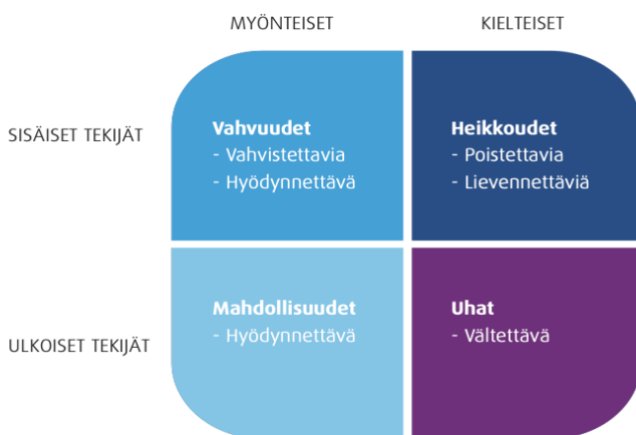 MYÖNTEISET
KIELTEISET
SISÄISET TEKIJÄT
Vahvuudet
- Vahvistettavia
- Hyödynnettävä
Heikkoudet
- Poistettavia
- Lievennettäviä
ULKOISET TEKIJÄT
Mahdollisuudet
- Hyödynnettävä
Uhat
- Vältettävä